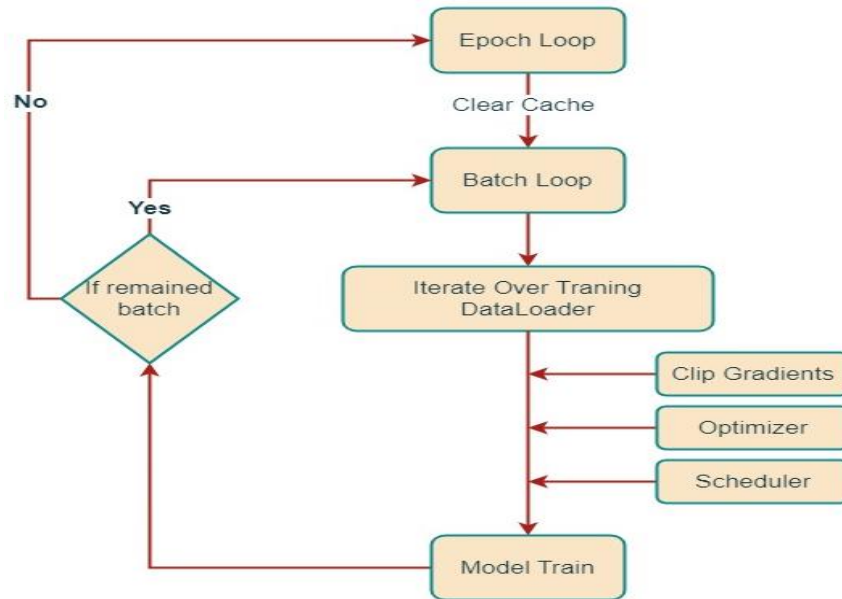 Epoch Loop
No
Clear Cache
Batch Loop
Yes
If remained
batch
Iterate Over Traning
DataLoader
Clip Gradients
Optimizer
Scheduler
Model Train